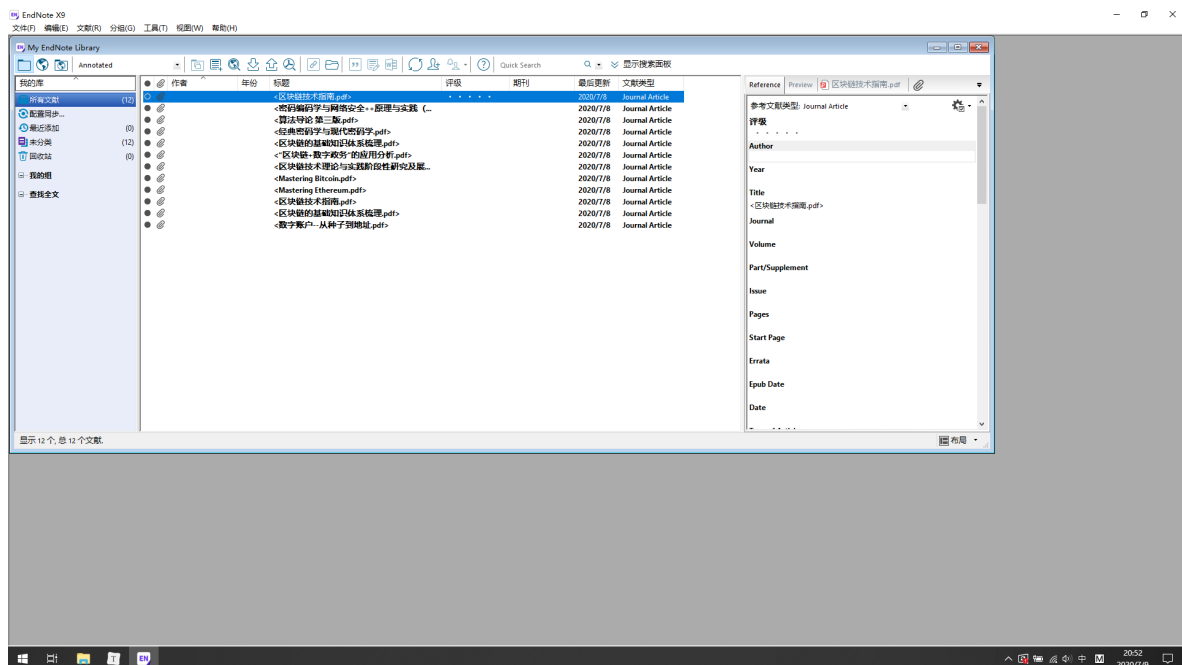 EndNote X9
文件(F) 编辑(E) 文献(R) 分组(G) 工具(T) 视图(W) 帮助(H)
My EndNote Library
Annotated
Quick Search
显示搜索面板
我的库
所有文献 (12)
配置同步...
最近添加 (0)
未分类 (12)
回收站 (0)
我的组
查找全文
作者 年份 标题 评级 期刊 最后更新 文献类型
<区块链技术指南.pdf> 2020/7/8 Journal Article
<密码编码学与网络安全++原理与实践 (... 2020/7/8 Journal Article
<算法导论 第三版.pdf> 2020/7/8 Journal Article
<经典密码学与现代密码学.pdf> 2020/7/8 Journal Article
<区块链的基础知识体系梳理.pdf> 2020/7/8 Journal Article
<“区块链+数字政务”的应用分析.pdf> 2020/7/8 Journal Article
<区块链技术理论与实践阶段性研究及展... 2020/7/8 Journal Article
<Mastering Bitcoin.pdf> 2020/7/8 Journal Article
<Mastering Ethereum.pdf> 2020/7/8 Journal Article
<区块链技术指南.pdf> 2020/7/8 Journal Article
<区块链的基础知识体系梳理.pdf> 2020/7/8 Journal Article
<数字账户--从种子到地址.pdf> 2020/7/8 Journal Article
Reference Preview 区块链技术指南.pdf
参考文献类型: Journal Article
评级
Author
Year
Title
<区块链技术指南.pdf>
Journal
Volume
Part/Supplement
Issue
Pages
Start Page
Errata
Epub Date
Date
显示 12 个, 总 12 个文献.
布局
T
EN
中
M
20:52
2020/7/9